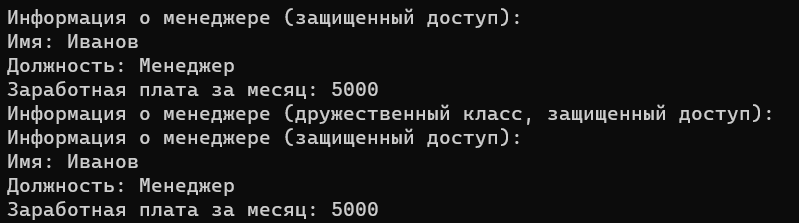 Информация о менеджере (защищенный доступ):
Имя: Иванов
Должность: Менеджер
Заработная плата за месяц: 5000
Информация о менеджере (дружественный класс, защищенный доступ):
Информация о менеджере (защищенный доступ):
Имя: Иванов
Должность: Менеджер
Заработная плата за месяц: 5000